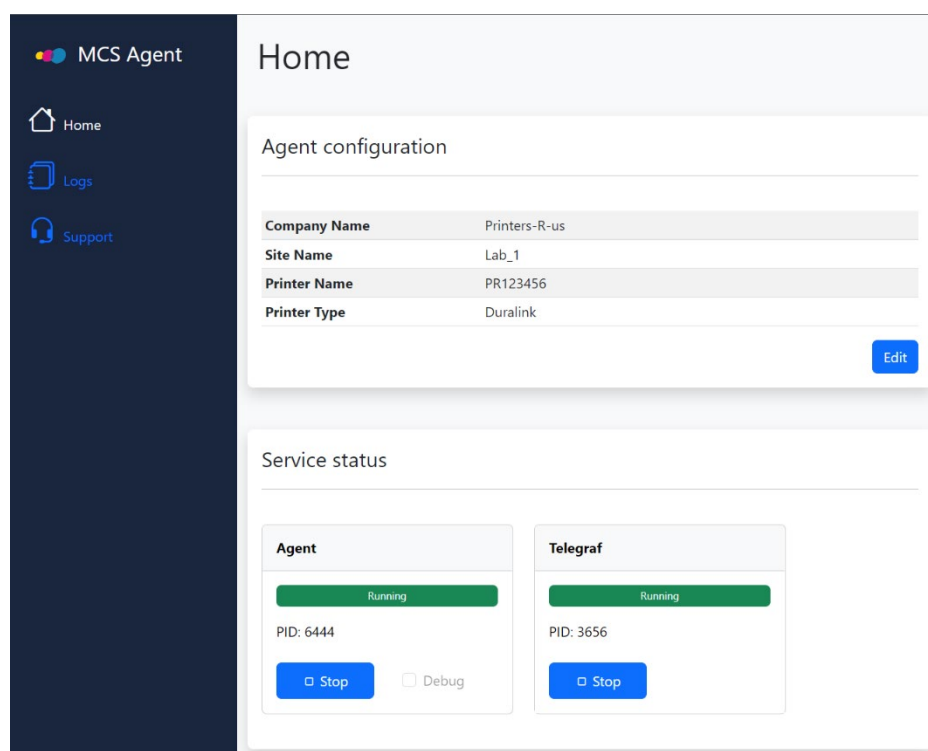 MCS Agent
Home
Logs
Support
Home
Agent configuration
Company Name Printers-R-us
Site Name Lab_1
Printer Name PR123456
Printer Type Duralink
Edit
Service status
Agent
Running
PID: 6444
Stop Debug
Telegraf
Running
PID: 3656
Stop